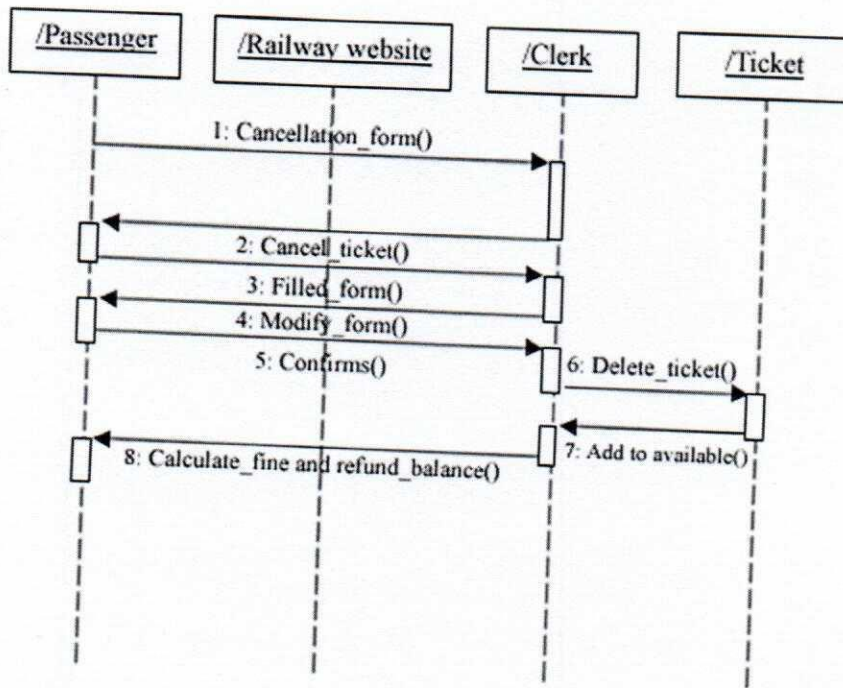 /Passenger
/Railway website
/Clerk
/Ticket
1: Cancellation_form()
2: Cancel_ticket()
3: Filled_form()
4: Modify_form()
5: Confirms()
6: Delete_ticket()
7: Add to available()
8: Calculate_fine and refund_balance()